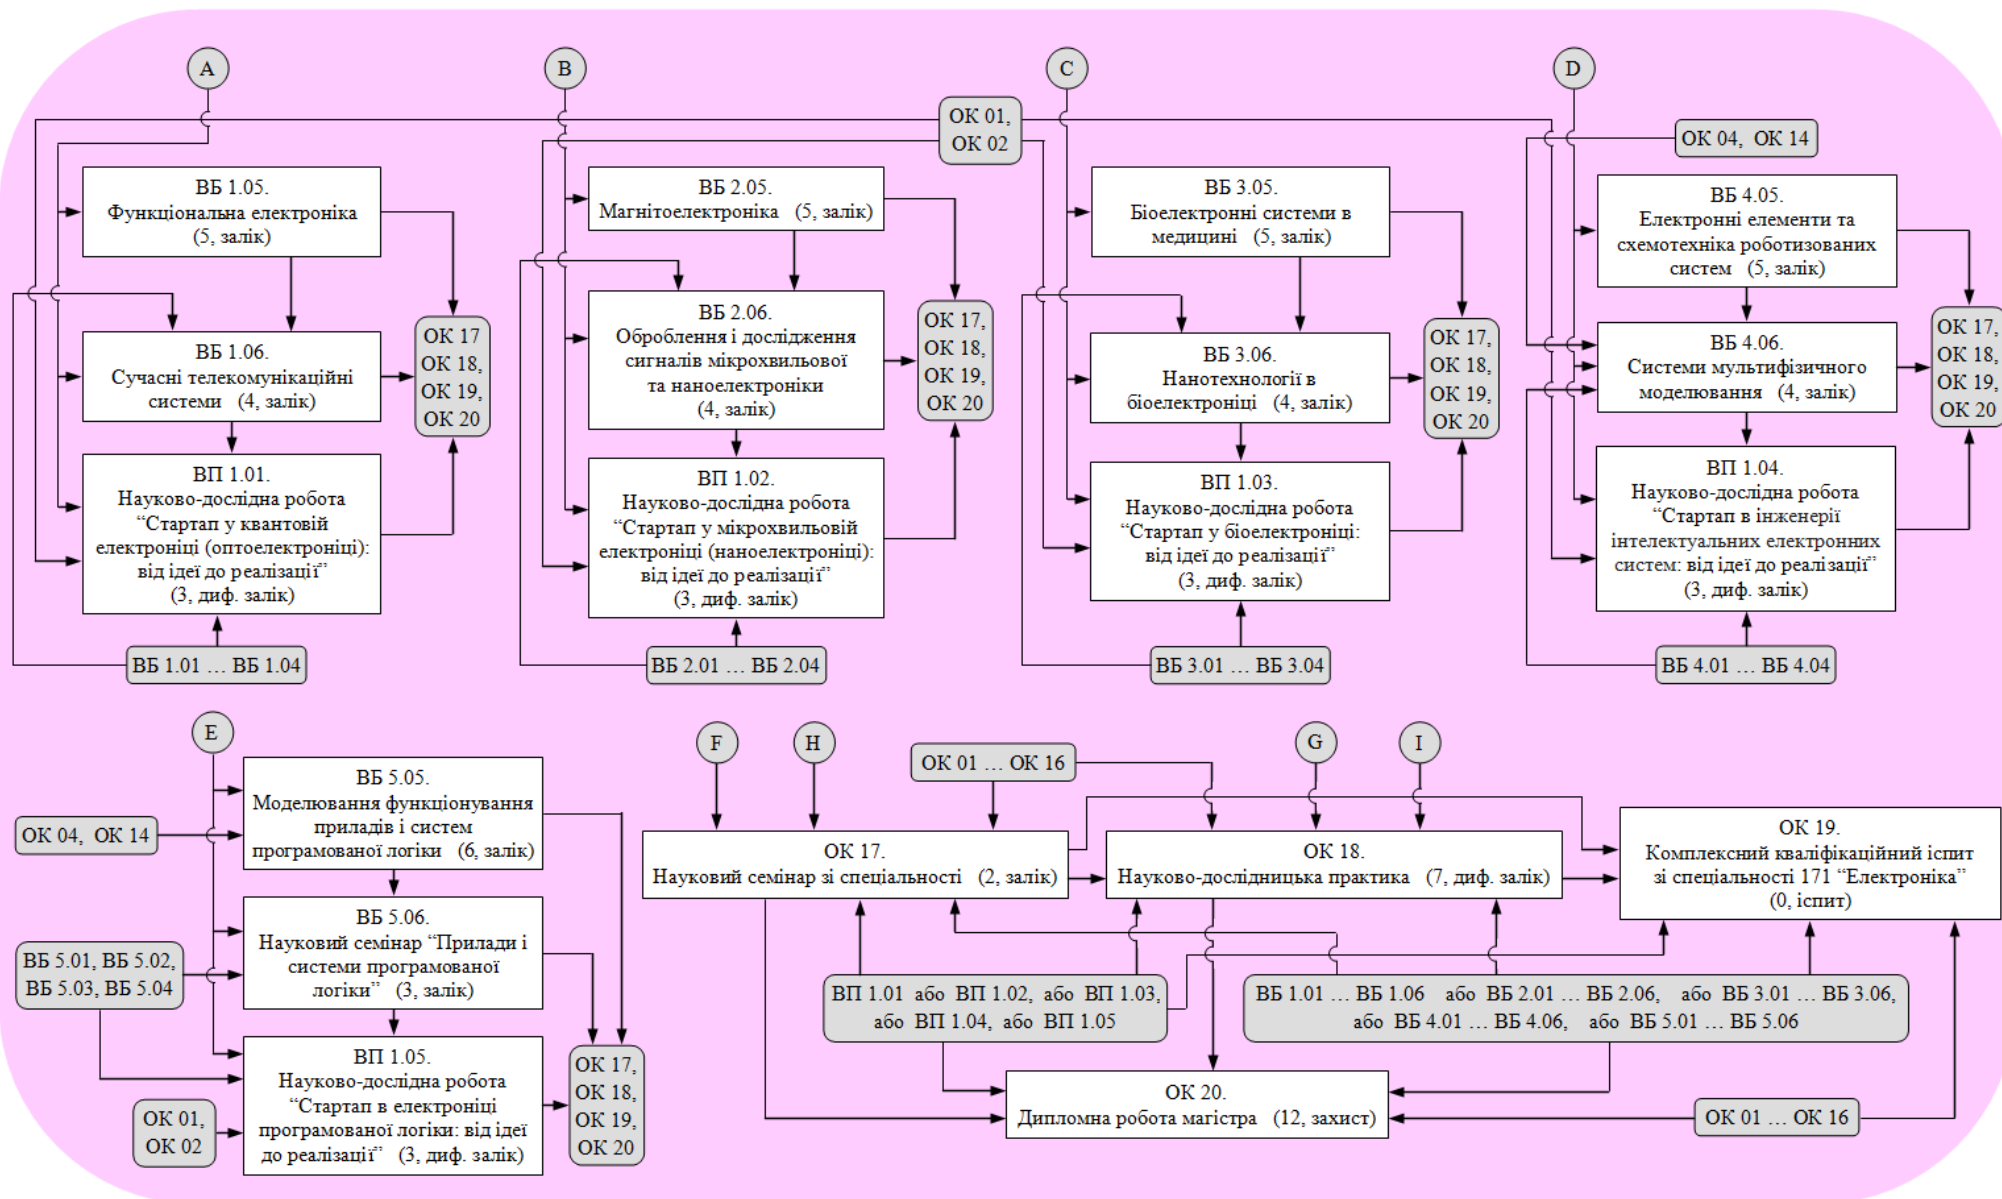 A
B
C
D
ОК 01,
ОК 02
ОК 04, ОК 14
ВБ 1.05.
Функціональна електроніка
(5, залік)
ВБ 2.05.
Магнітоелектроніка (5, залік)
ВБ 3.05.
Біоелектронні системи в
медицині (5, залік)
ВБ 4.05.
Електронні елементи та
схемотехніка роботизованих
систем (5, залік)
ВБ 1.06.
Сучасні телекомунікаційні
системи (4, залік)
ОК 17
ОК 18,
ОК 19,
ОК 20
ВБ 2.06.
Оброблення і дослідження
сигналів мікрохвильової
та наноелектроніки
(4, залік)
ОК 17,
ОК 18,
ОК 19,
ОК 20
ВБ 3.06.
Нанотехнології в
біоелектроніці (4, залік)
ОК 17,
ОК 18,
ОК 19,
ОК 20
ВБ 4.06.
Системи мультифізичного
моделювання (4, залік)
ОК 17,
ОК 18,
ОК 19,
ОК 20
ВП 1.01.
Науково-дослідна робота
“Стартап у квантовій
електроніці (оптоелектроніці):
від ідеї до реалізації”
(3, диф. залік)
ВП 1.02.
Науково-дослідна робота
“Стартап у мікрохвильовій
електроніці (наноелектроніці):
від ідеї до реалізації”
(3, диф. залік)
ВП 1.03.
Науково-дослідна робота
“Стартап у біоелектроніці:
від ідеї до реалізації”
(3, диф. залік)
ВП 1.04.
Науково-дослідна робота
“Стартап в інженерії
інтелектуальних електронних
систем: від ідеї до реалізації”
(3, диф. залік)
ВБ 1.01 … ВБ 1.04
ВБ 2.01 … ВБ 2.04
ВБ 3.01 … ВБ 3.04
ВБ 4.01 … ВБ 4.04
E
F
H
G
I
ОК 04, ОК 14
ВБ 5.05.
Моделювання функціонування
приладів і систем
програмованої логіки (6, залік)
ВБ 5.01, ВБ 5.02,
ВБ 5.03, ВБ 5.04
ВБ 5.06.
Науковий семінар “Прилади і
системи програмованої
логіки” (3, залік)
ОК 01,
ОК 02
ВП 1.05.
Науково-дослідна робота
“Стартап в електроніці
програмованої логіки: від ідеї
до реалізації” (3, диф. залік)
ОК 17,
ОК 18,
ОК 19,
ОК 20
ОК 01 … ОК 16
ОК 17.
Науковий семінар зі спеціальності (2, залік)
ОК 18.
Науково-дослідницька практика (7, диф. залік)
ОК 19.
Комплексний кваліфікаційний іспит
зі спеціальності 171 “Електроніка”
(0, іспит)
ВП 1.01 або ВП 1.02, або ВП 1.03,
або ВП 1.04, або ВП 1.05
ВБ 1.01 … ВБ 1.06 або ВБ 2.01 … ВБ 2.06, або ВБ 3.01 … ВБ 3.06,
або ВБ 4.01 … ВБ 4.06, або ВБ 5.01 … ВБ 5.06
ОК 20.
Дипломна робота магістра (12, захист)
ОК 01 … ОК 16